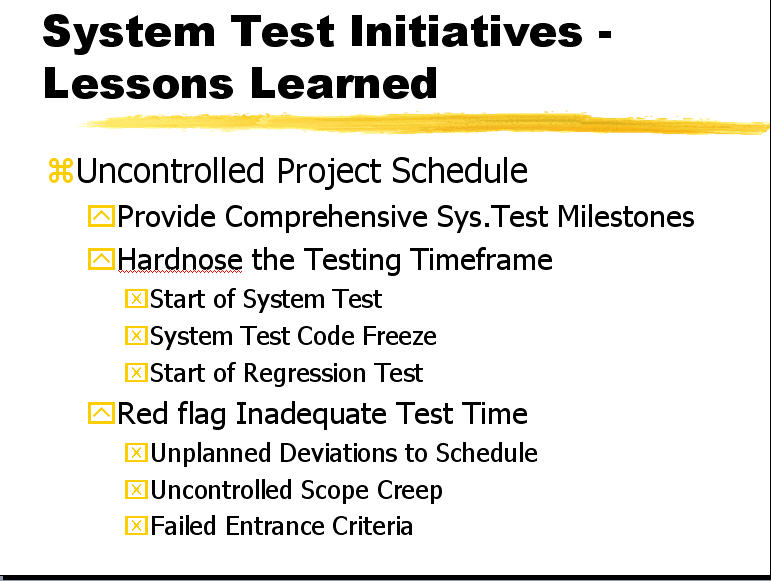 System Test Initiatives -
Lessons Learned
Uncontrolled Project Schedule
Provide Comprehensive Sys.Test Milestones
Hardnose the Testing Timeframe
Start of System Test
System Test Code Freeze
Start of Regression Test
Red flag Inadequate Test Time
Unplanned Deviations to Schedule
Uncontrolled Scope Creep
Failed Entrance Criteria